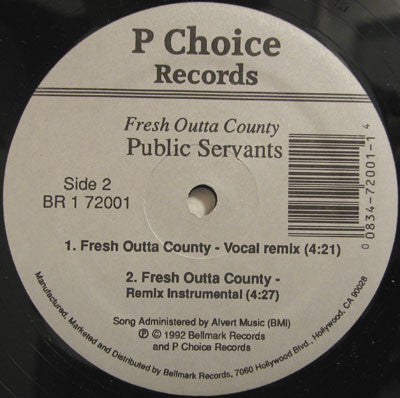 P Choice
Records
Fresh Outta County
Public Servants
Side 2
BR 1 72001
0 0834-72001-1 4
1. Fresh Outta County - Vocal remix (4:21)
2. Fresh Outta County -
Remix Instrumental (4:27)
Song Administered by Alvert Music (BMI)
℗ © 1992 Bellmark Records
and P Choice Records
Manufactured, Marketed and Distributed by Bellmark Records, 7060 Hollywood Blvd., Hollywood, CA 90028